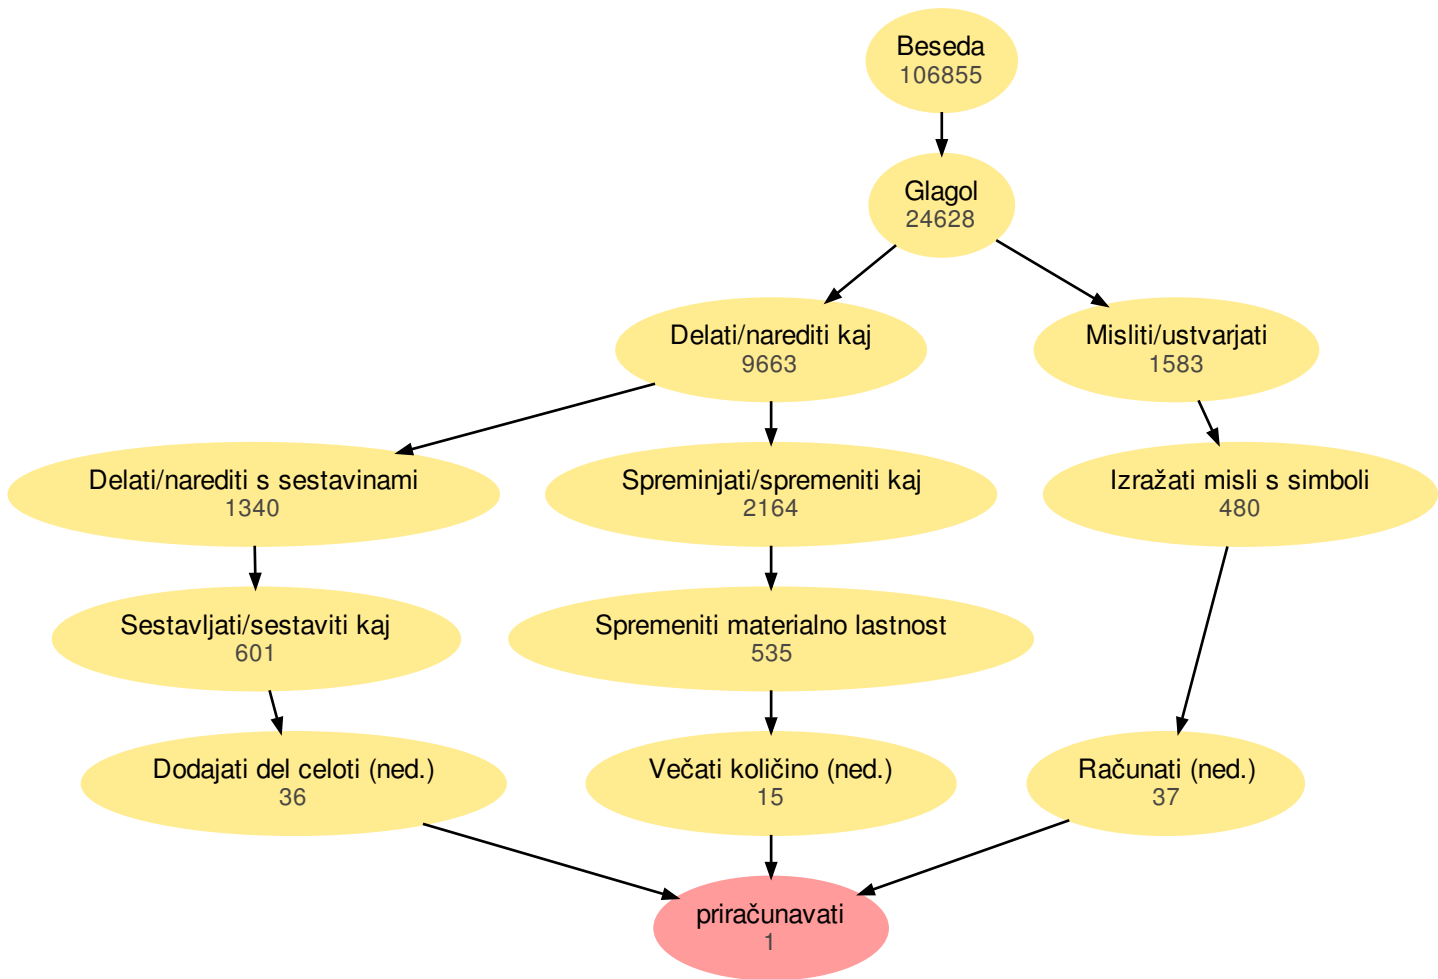 Beseda
106855
Glagol
24628
Delati/narediti kaj
9663
Misliti/ustvarjati
1583
Delati/narediti s sestavinami
1340
Spreminjati/spremeniti kaj
2164
Izražati misli s simboli
480
Sestavljati/sestaviti kaj
601
Spremeniti materialno lastnost
535
Dodajati del celoti (ned.)
36
Večati količino (ned.)
15
Računati (ned.)
37
priračunavati
1